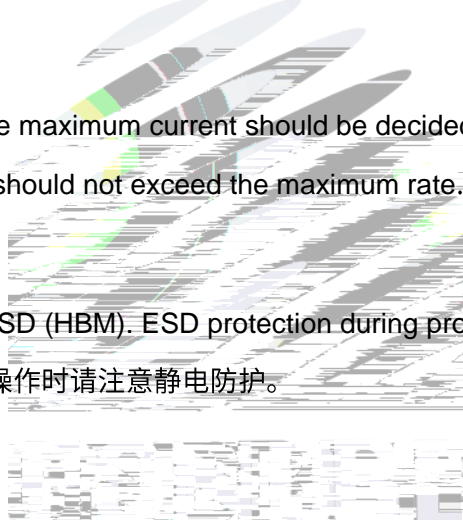 e maximum current should be decided
should not exceed the maximum rate.
SD (HBM). ESD protection during pro
操作时请注意静电防护。